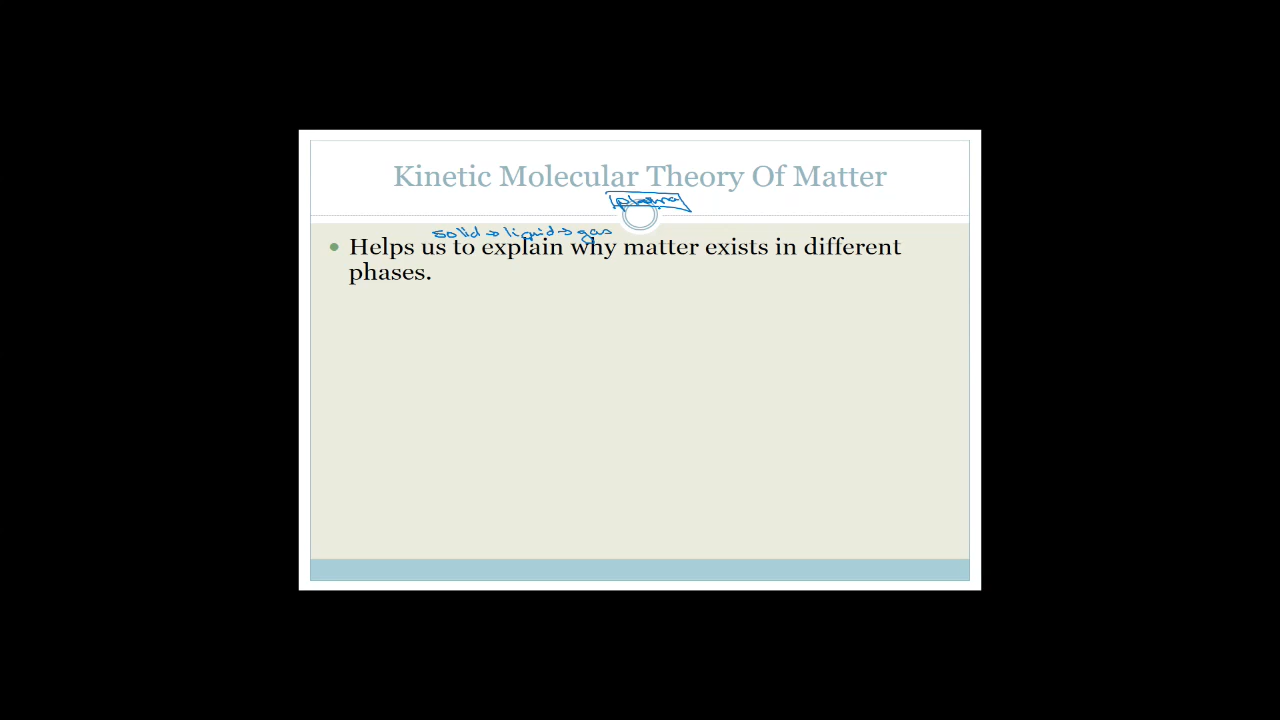 Kinetic Molecular Theory Of Matter
plasma
solid → liquid → gas
Helps us to explain why matter exists in different
phases.